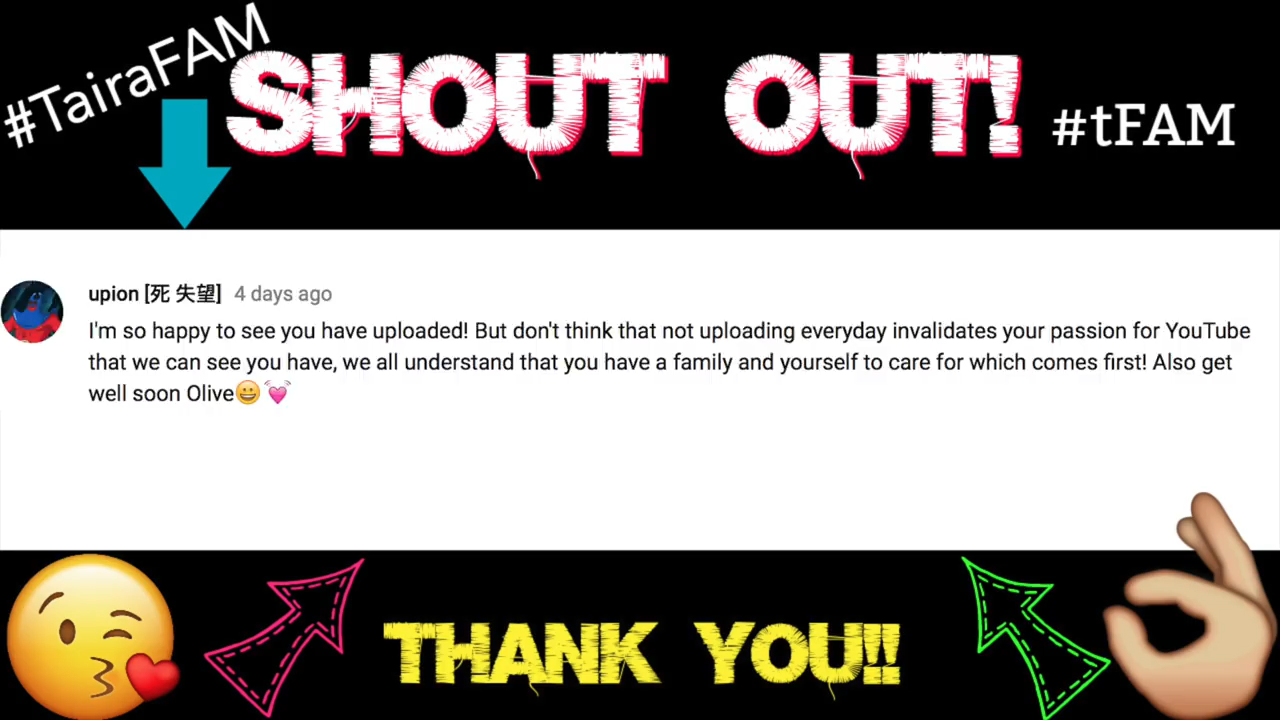 #TairaFAM
SHOUT OUT!
#tFAM
upion [死 失望] 4 days ago
I'm so happy to see you have uploaded! But don't think that not uploading everyday invalidates your passion for YouTube
that we can see you have, we all understand that you have a family and yourself to care for which comes first! Also get
well soon Olive😀 💓
THANK YOU!!